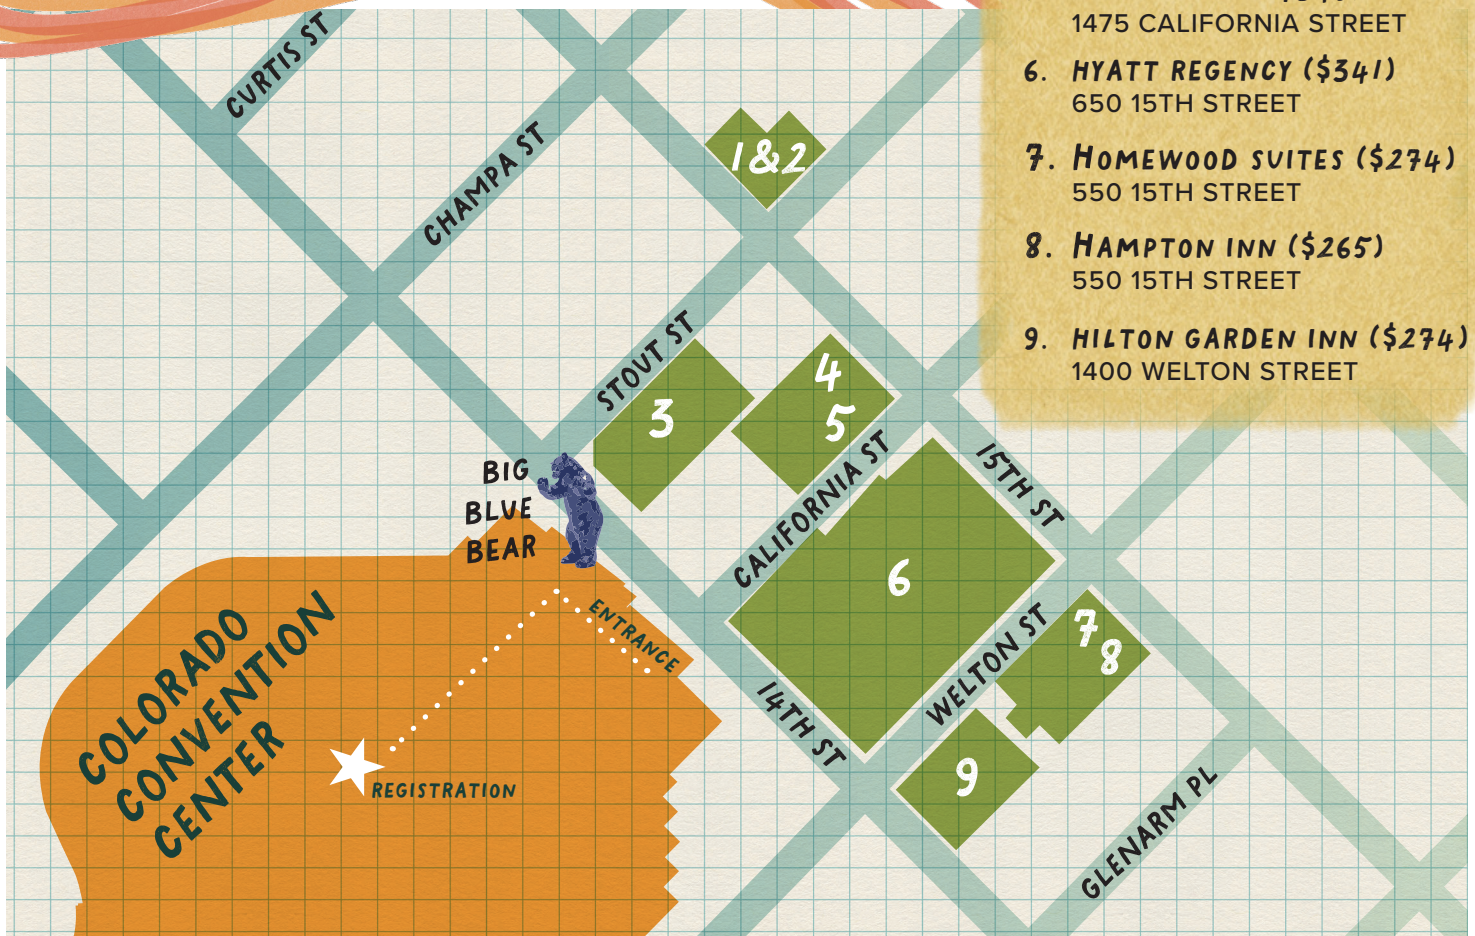 1475 CALIFORNIA STREET
6. HYATT REGENCY ($341)
650 15TH STREET
7. HOMEWOOD SUITES ($274)
550 15TH STREET
8. HAMPTON INN ($265)
550 15TH STREET
9. HILTON GARDEN INN ($274)
1400 WELTON STREET
CURTIS ST
CHAMPA ST
1&2
STOUT ST
3
4
5
CALIFORNIA ST
15TH ST
BIG
BLUE
BEAR
6
ENTRANCE
WELTON ST
7
8
14TH ST
9
GLENARM PL
COLORADO
CONVENTION
CENTER
REGISTRATION